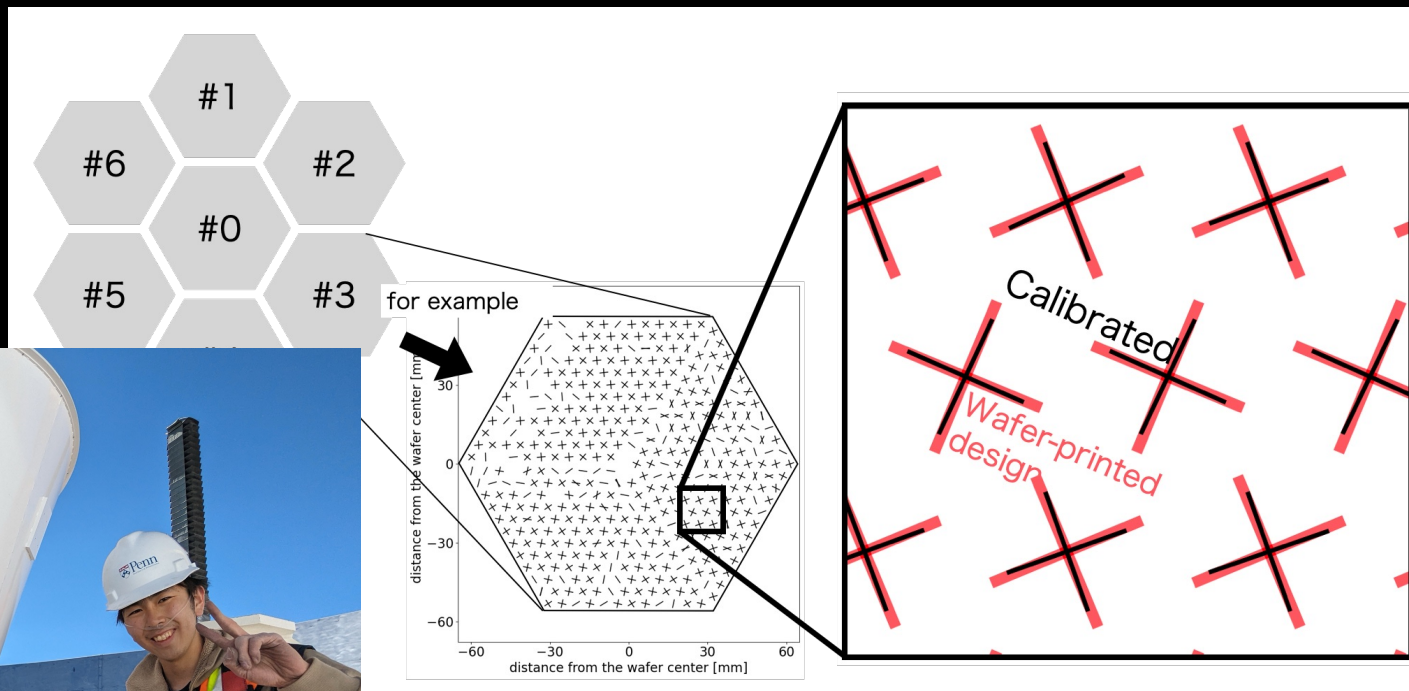 #1
#6
#2
#0
#5
#3
for example
Calibrated
Wafer-printed
design
Penn
distance from the wafer center [mm]
30
0
−30
−60
−60
−30
0
30
60
distance from the wafer center [mm]